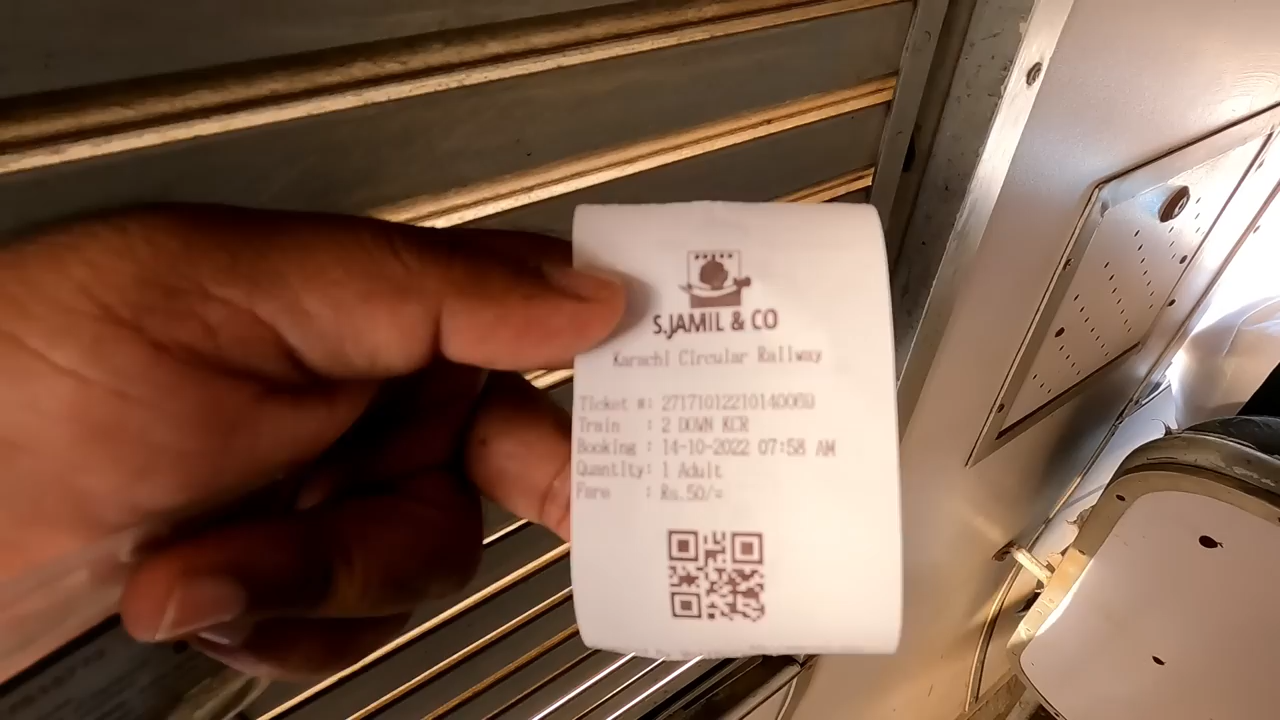 S.JAMIL & CO
Karachi Circular Railway
Ticket #: 27171012210140069
Train : 2 DOWN KCR
Booking : 14-10-2022 07:58 AM
Quantity: 1 Adult
Fare : Rs.50/=